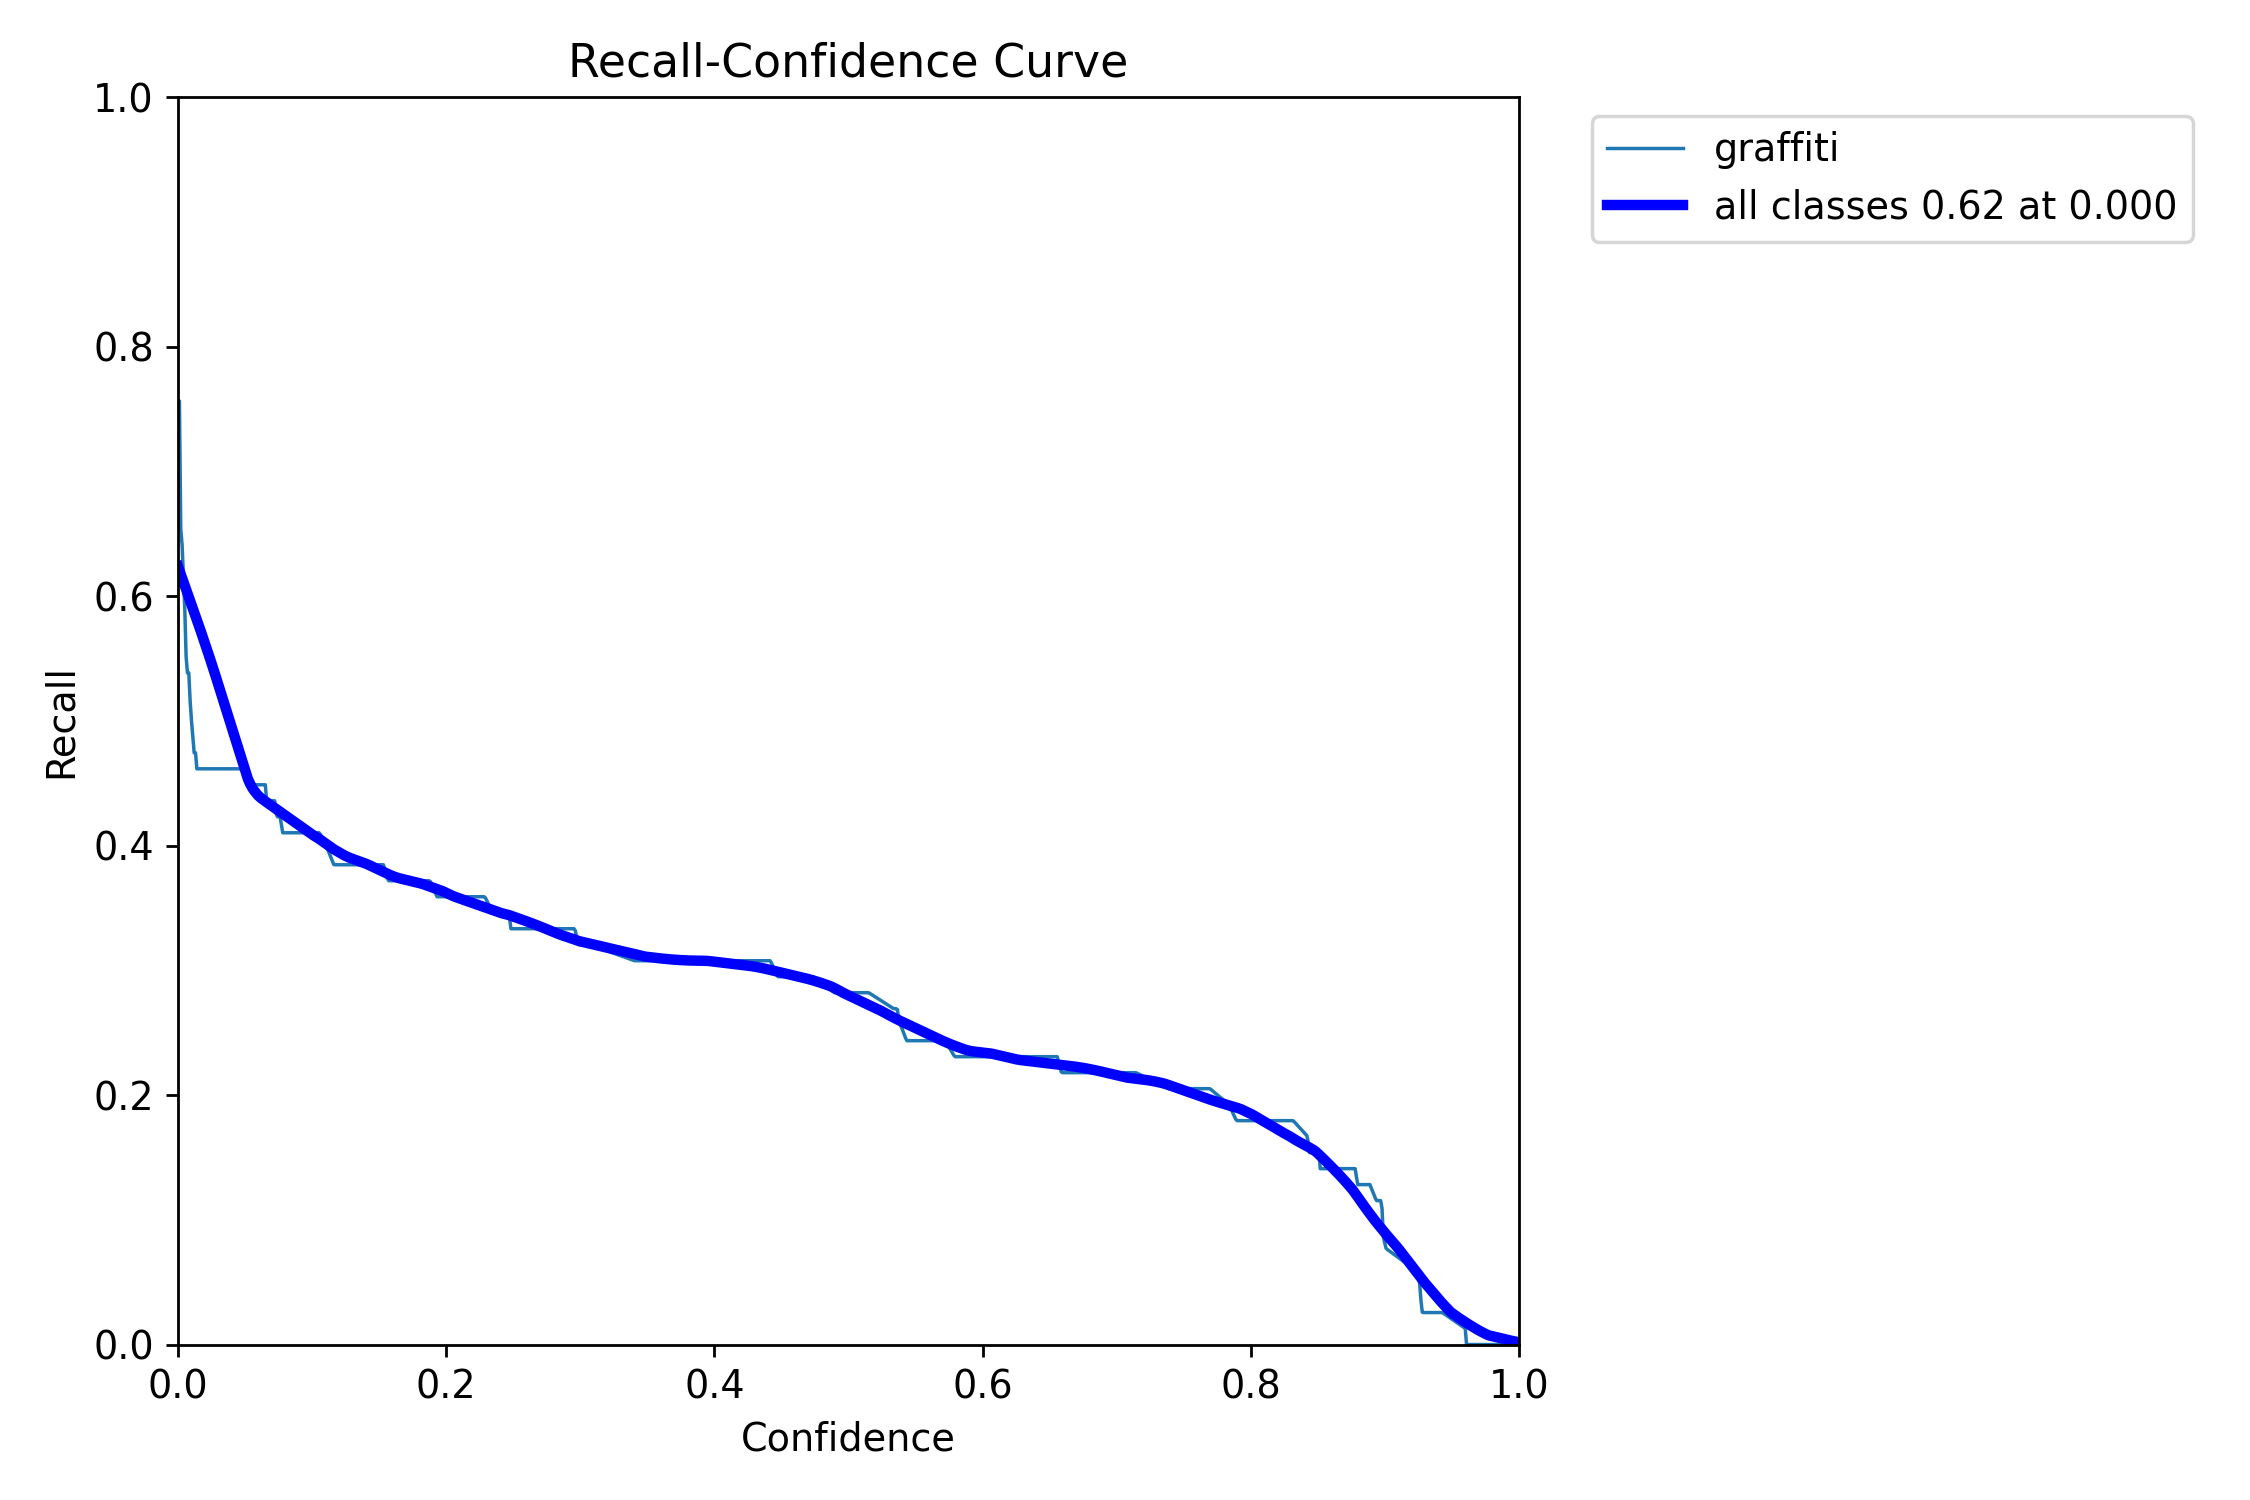 Recall-Confidence Curve
1.0
0.8
0.6
0.4
0.2
0.0
Recall
0.0 0.2 0.4 0.6 0.8 1.0
Confidence
graffiti
all classes 0.62 at 0.000